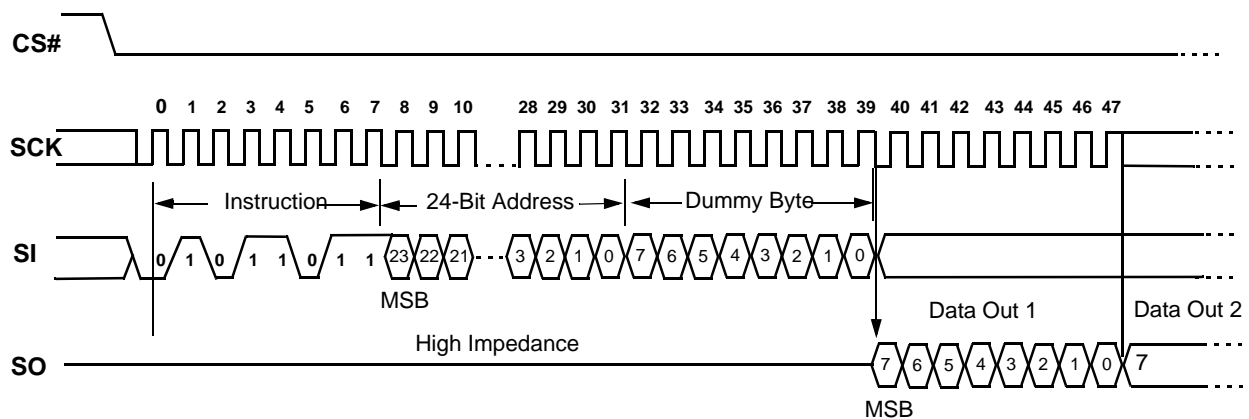 CS#
0 1 2 3 4 5 6 7 8 9 10 28 29 30 31 32 33 34 35 36 37 38 39 40 41 42 43 44 45 46 47
SCK
Instruction 24-Bit Address Dummy Byte
SI 0 1 0 1 1 0 1 1 23 22 21 3 2 1 0 7 6 5 4 3 2 1 0
MSB
Data Out 1 Data Out 2
High Impedance
SO 7 6 5 4 3 2 1 0 7
MSB